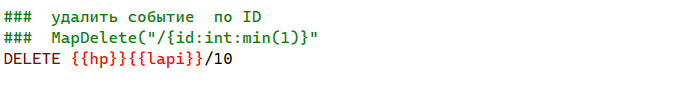 ###  удалить событие  по ID
###  MapDelete("/{id:int:min(1)}"
DELETE {{hp}}{{lapi}}/10